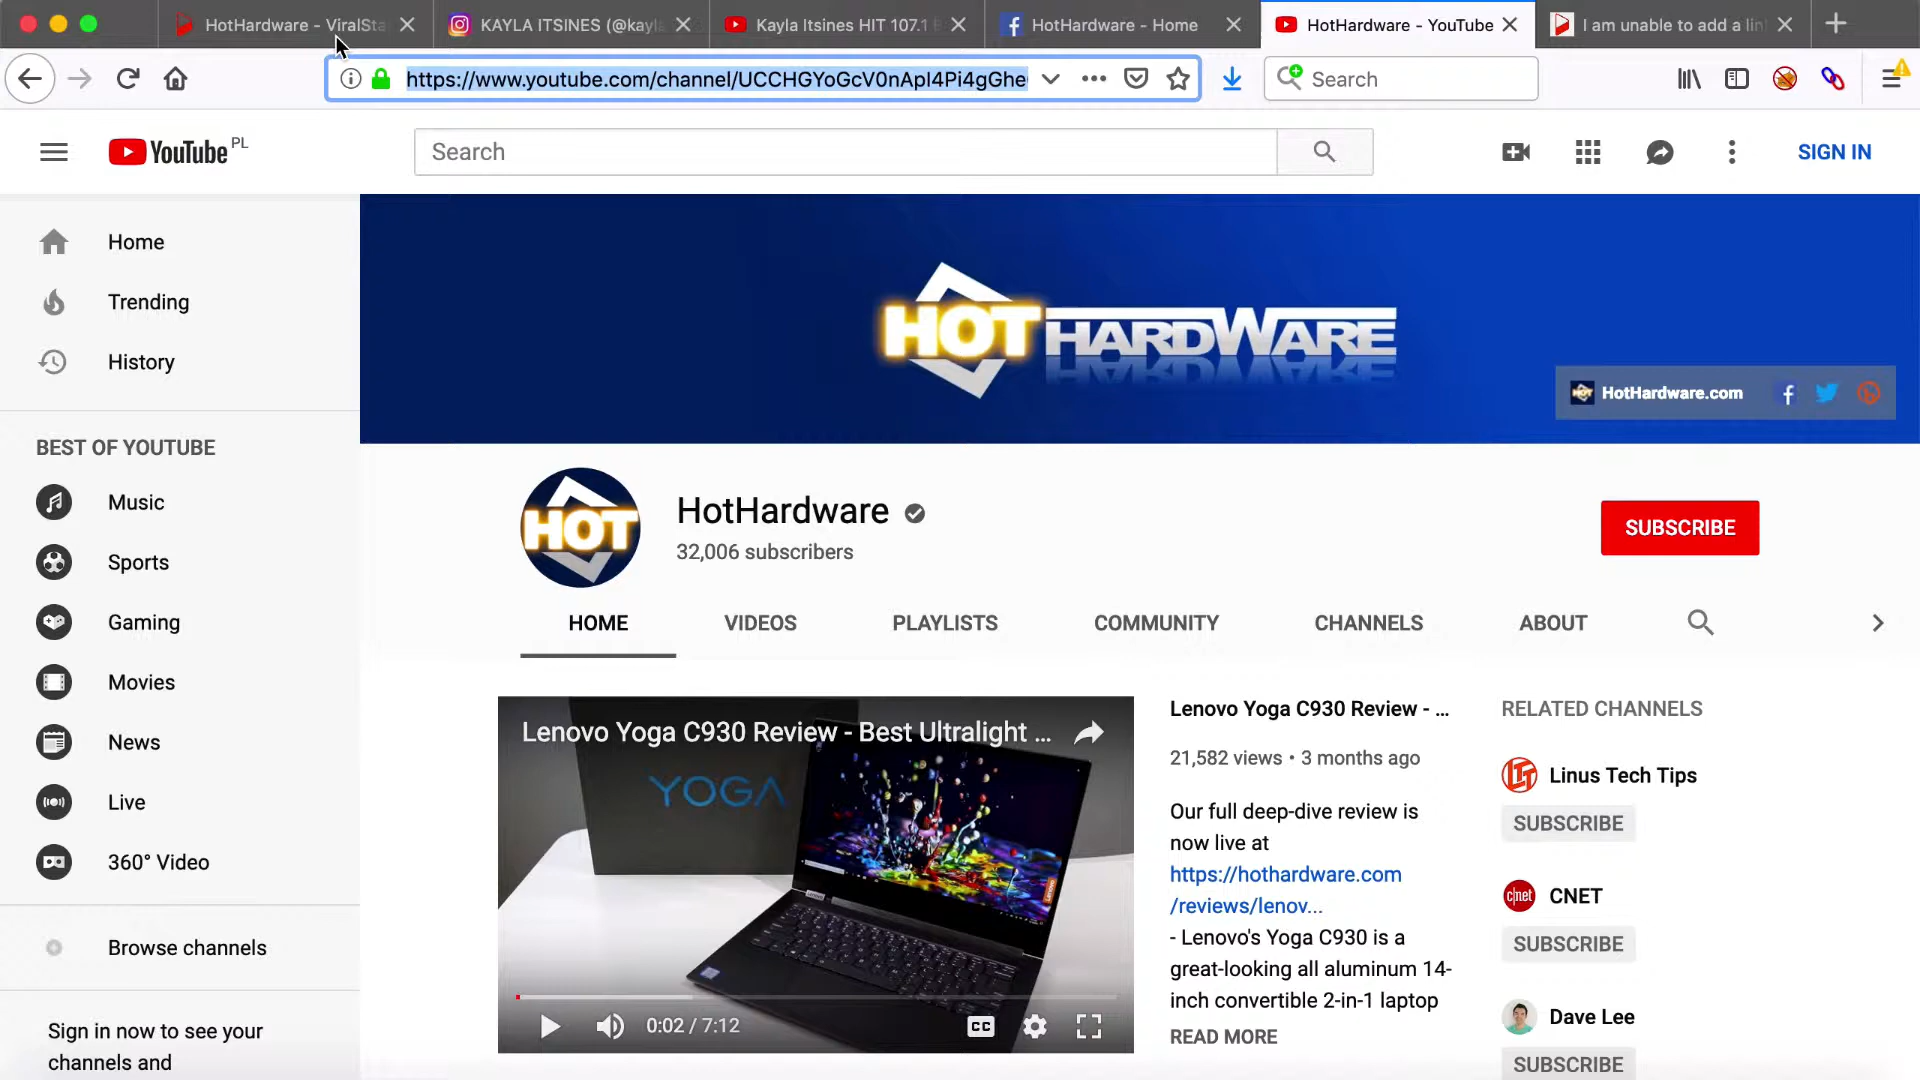 HotHardware - ViralSta
KAYLA ITSINES (@kayla
Kayla Itsines HIT 107.1
HotHardware - Home
HotHardware - YouTube
I am unable to add a lin
https://www.youtube.com/channel/UCCHGYoGcV0nApI4Pi4gGhe
Search
YouTube PL
Search
SIGN IN
Home
Trending
History
BEST OF YOUTUBE
Music
Sports
Gaming
Movies
News
Live
360° Video
Browse channels
Sign in now to see your
channels and
HOT HARDWARE
HotHardware.com
HOT
HotHardware
32,006 subscribers
SUBSCRIBE
HOME
VIDEOS
PLAYLISTS
COMMUNITY
CHANNELS
ABOUT
Lenovo Yoga C930 Review - Best Ultralight ...
YOGA
0:02 / 7:12
CC
Lenovo Yoga C930 Review - ...
21,582 views • 3 months ago
Our full deep-dive review is
now live at
https://hothardware.com
/reviews/lenov...
- Lenovo's Yoga C930 is a
great-looking all aluminum 14-
inch convertible 2-in-1 laptop
READ MORE
RELATED CHANNELS
Linus Tech Tips
SUBSCRIBE
c|net
CNET
SUBSCRIBE
Dave Lee
SUBSCRIBE